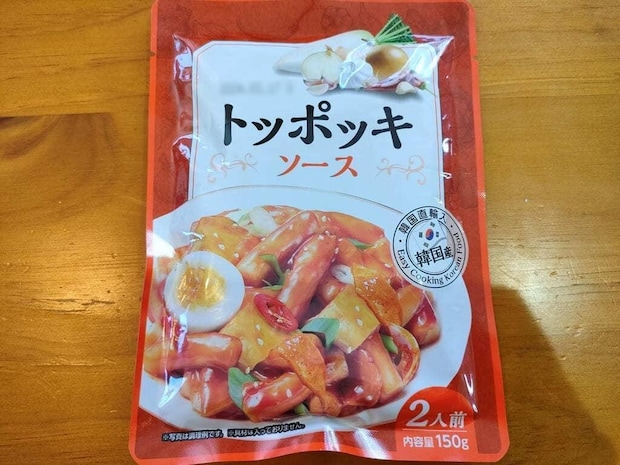 トッポッキ
ソース
・韓国直輸入・
韓国産
Easy Cooking Korean Food
2人前
内容量150g
※写真は調理例です。※具材は入っておりません。